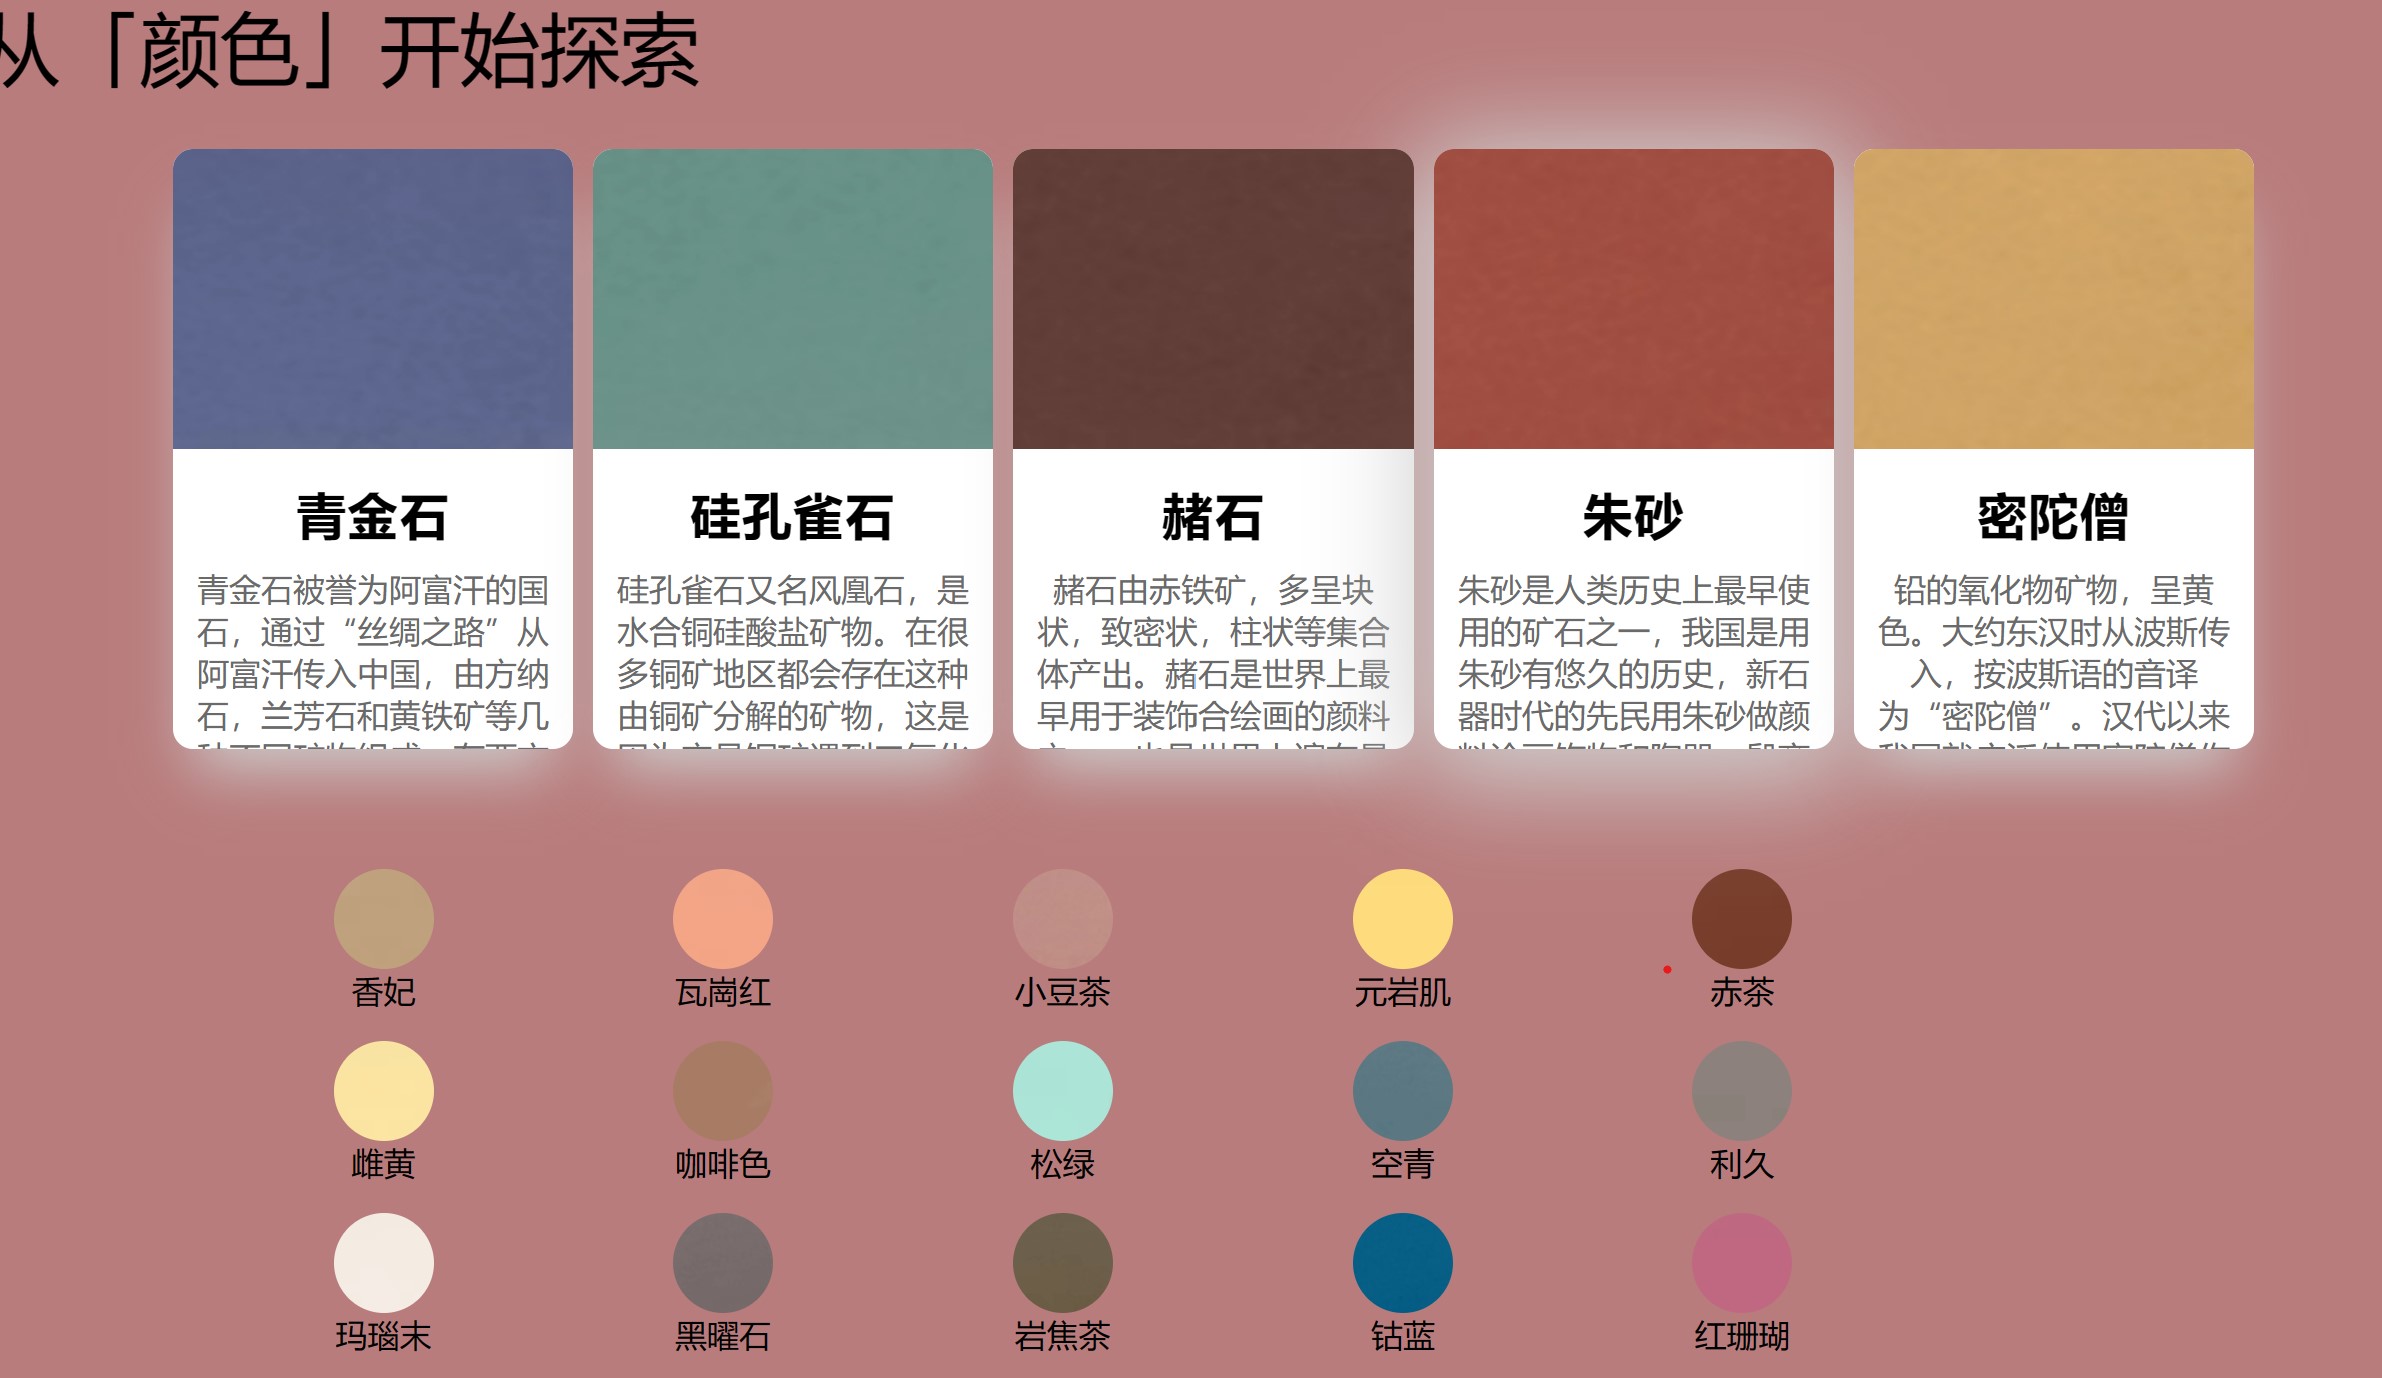 从「颜色」开始探索
青金石
青金石被誉为阿富汗的国
石，通过“丝绸之路”从
阿富汗传入中国，由方纳
石，兰芳石和黄铁矿等几
硅孔雀石
硅孔雀石又名风凰石，是
水合铜硅酸盐矿物。在很
多铜矿地区都会存在这种
由铜矿分解的矿物，这是
赭石
赭石由赤铁矿，多呈块
状，致密状，柱状等集合
体产出。赭石是世界上最
早用于装饰合绘画的颜料
朱砂
朱砂是人类历史上最早使
用的矿石之一，我国是用
朱砂有悠久的历史，新石
器时代的先民用朱砂做颜
密陀僧
铅的氧化物矿物，呈黄
色。大约东汉时从波斯传
入，按波斯语的音译
为“密陀僧”。汉代以来
香妃
瓦崗红
小豆茶
元岩肌
赤茶
雌黄
咖啡色
松绿
空青
利久
玛瑙末
黑曜石
岩焦茶
钴蓝
红珊瑚